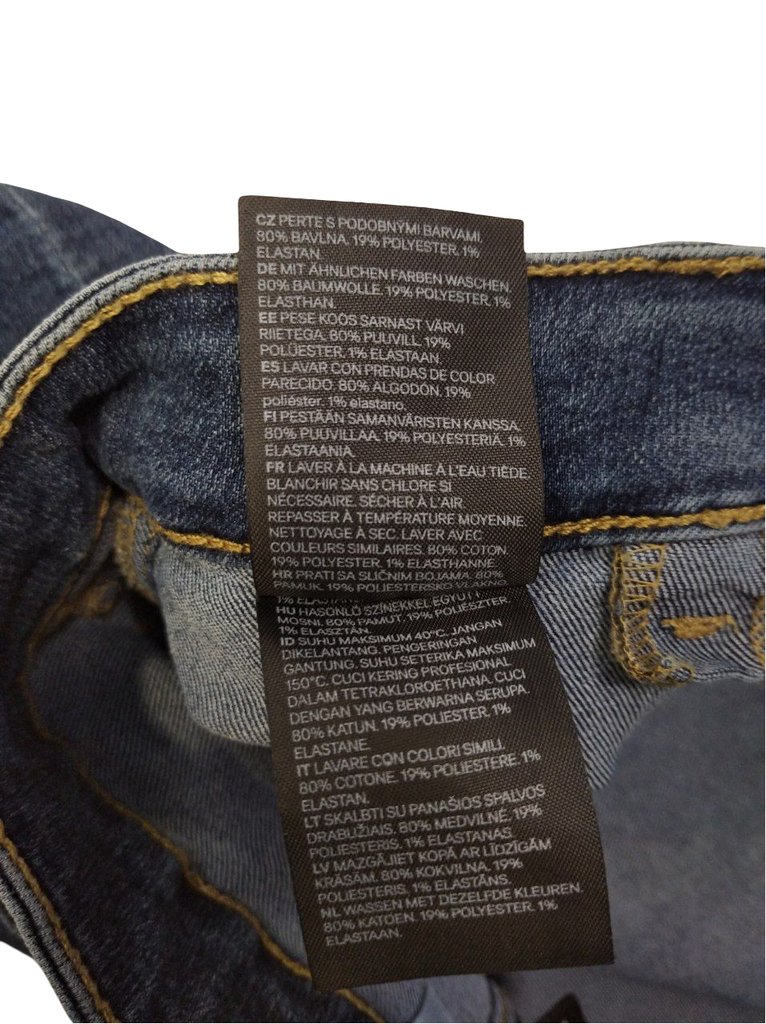 CZ PERTE S PODOBNÝMI BARVAMI.
80% BAVLNA. 19% POLYESTER. 1%
ELASTAN.
DE MIT ÄHNLICHEN FARBEN WASCHEN.
80% BAUMWOLLE. 19% POLYESTER. 1%
ELASTHAN.
EE PESE KOOS SARNAST VÄRVI
RIIETEGA. 80% PUUVILL. 19%
POLÜESTER. 1% ELASTAAN.
ES LAVAR CON PRENDAS DE COLOR
PARECIDO. 80% ALGODÓN. 19%
poliéster. 1% elastano.
FI PESTÄÄN SAMANVÄRISTEN KANSSA.
80% PUUVILLAA. 19% POLYESTERIÄ. 1%
ELASTAANIA.
FR LAVER À LA MACHINE À L'EAU TIÈDE.
BLANCHIR SANS CHLORE SI
NÉCESSAIRE. SÉCHER À L'AIR.
REPASSER À TEMPÉRATURE MOYENNE.
NETTOYAGE À SEC. LAVER AVEC
COULEURS SIMILAIRES. 80% COTON.
19% POLYESTER. 1% ELASTHANNE.
HR PRATI SA SLIČNIM BOJAMA. 80%
PAMUK. 19% POLIESTERSKO VLAKNO.
1% ELASTAN.
HU HASONLÓ SZÍNEKKEL EGYÜTT
MOSNI. 80% PAMUT. 19% POLIÉSZTER.
1% ELASZTÁN.
ID SUHU MAKSIMUM 40°C. JANGAN
DIKELANTANG. PENGERINGAN
GANTUNG. SUHU SETERIKA MAKSIMUM
150°C. CUCI KERING PROFESIONAL
DALAM TETRAKLOROETHANA. CUCI
DENGAN YANG BERWARNA SERUPA.
80% KATUN. 19% POLIESTER. 1%
ELASTANE.
IT LAVARE CON COLORI SIMILI.
80% COTONE. 19% POLIESTERE. 1%
ELASTAN.
LT SKALBTI SU PANAŠIOS SPALVOS
DRABUŽIAIS. 80% MEDVILNĖ. 19%
POLIESTERIS. 1% ELASTANAS.
LV MAZGĀJIET KOPĀ AR LĪDZĪGĀM
KRĀSĀM. 80% KOKVILNA. 19%
POLIESTERIS. 1% ELASTĀNS.
NL WASSEN MET DEZELFDE KLEUREN.
80% KATOEN. 19% POLYESTER. 1%
ELASTAAN.